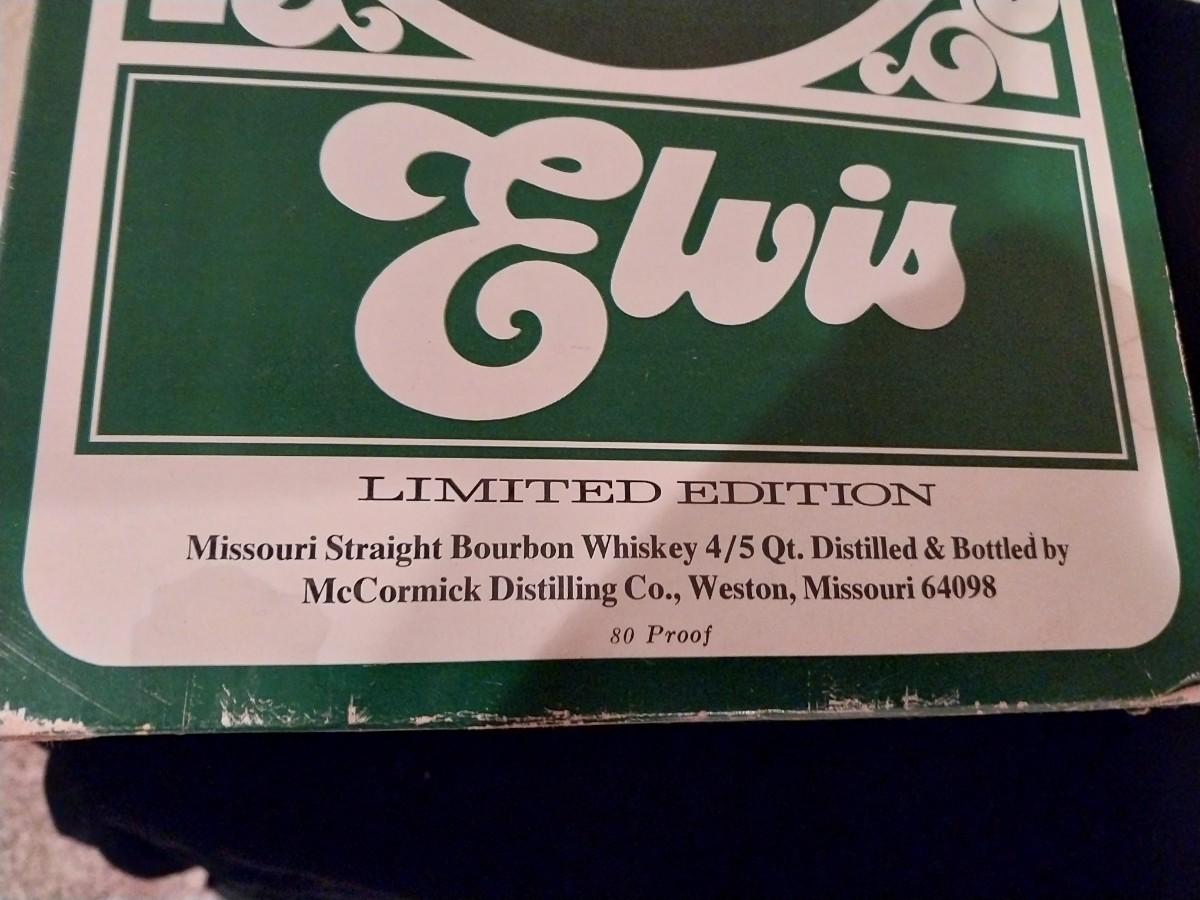 Elvis
LIMITED EDITION
Missouri Straight Bourbon Whiskey 4/5 Qt. Distilled & Bottled by
McCormick Distilling Co., Weston, Missouri 64098
80 Proof